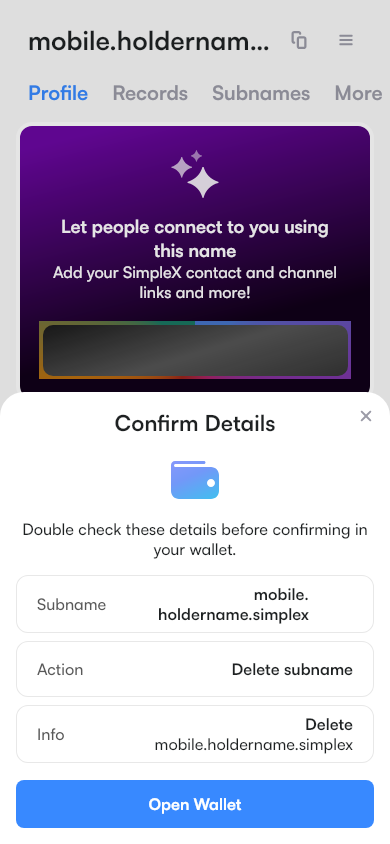 mobile.holdernam...
Profile Records Subnames More
Let people connect to you using
this name
Add your SimpleX contact and channel
links and more!
Confirm Details
Double check these details before confirming in
your wallet.
Subname
mobile.
holdername.simplex
Action
Delete subname
Info
Delete
mobile.holdername.simplex
Open Wallet